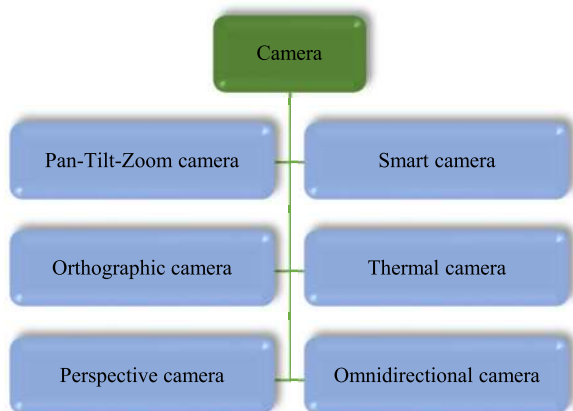 Camera
Pan-Tilt-Zoom camera
Smart camera
Orthographic camera
Thermal camera
Perspective camera
Omnidirectional camera